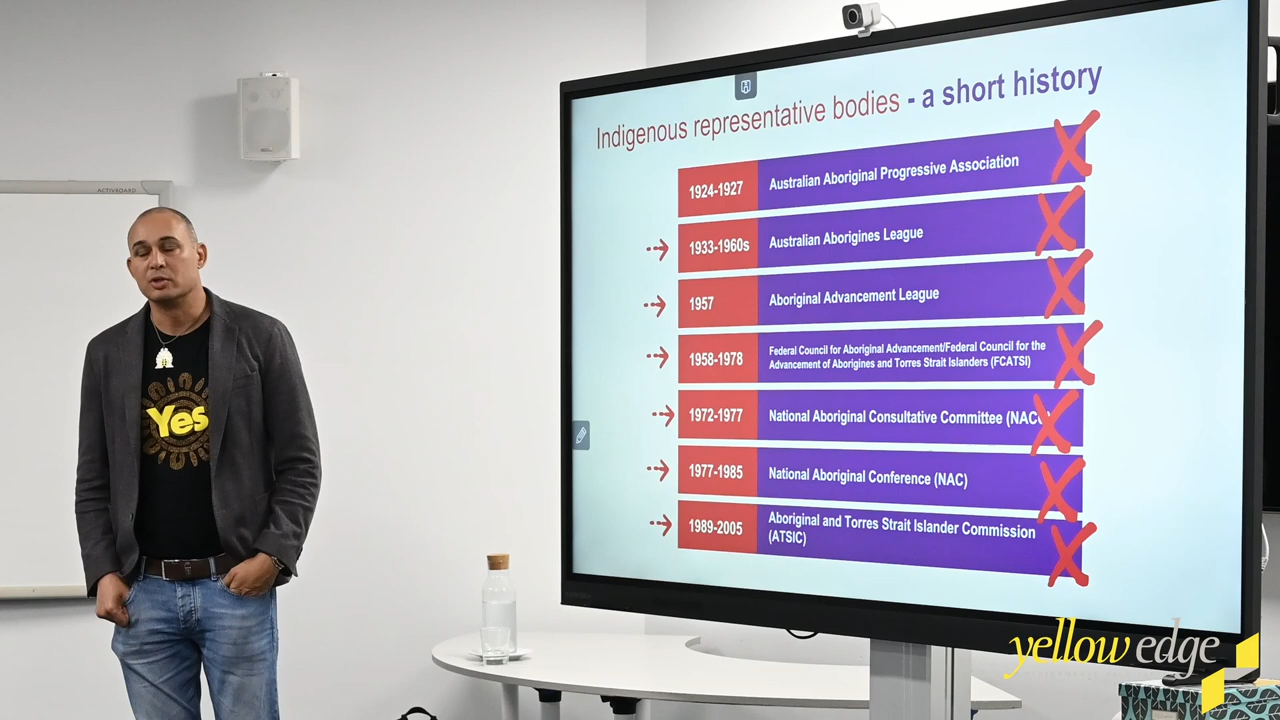 ACTIVBOARD
Yes
Indigenous representative bodies - a short history
1924-1927 Australian Aboriginal Progressive Association
1933-1960s Australian Aborigines League
1957 Aboriginal Advancement League
1958-1978 Federal Council for Aboriginal Advancement/Federal Council for the
Advancement of Aborigines and Torres Strait Islanders (FCATSI)
1972-1977 National Aboriginal Consultative Committee (NACC)
1977-1985 National Aboriginal Conference (NAC)
1989-2005 Aboriginal and Torres Strait Islander Commission
(ATSIC)
yellow edge